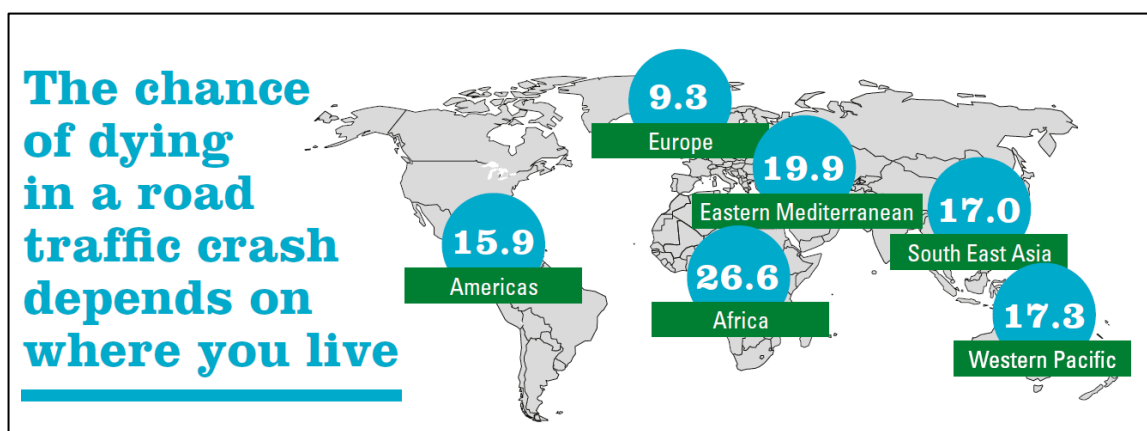 The chance
of dying
in a road
traffic crash
depends on
where you live
9.3
Europe
19.9
Eastern Mediterranean
17.0
South East Asia
15.9
Americas
26.6
Africa
17.3
Western Pacific